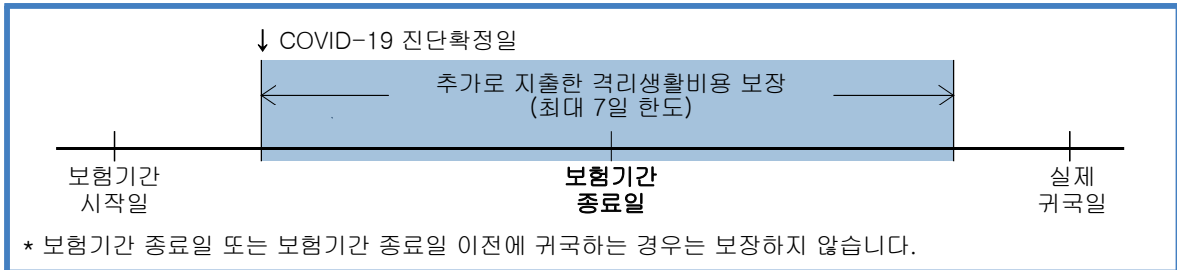 ↓ COVID-19 진단확정일
추가로 지출한 격리생활비용 보장
(최대 7일 한도)
보험기간 보험기간 실제
시작일 종료일 귀국일
* 보험기간 종료일 또는 보험기간 종료일 이전에 귀국하는 경우는 보장하지 않습니다.